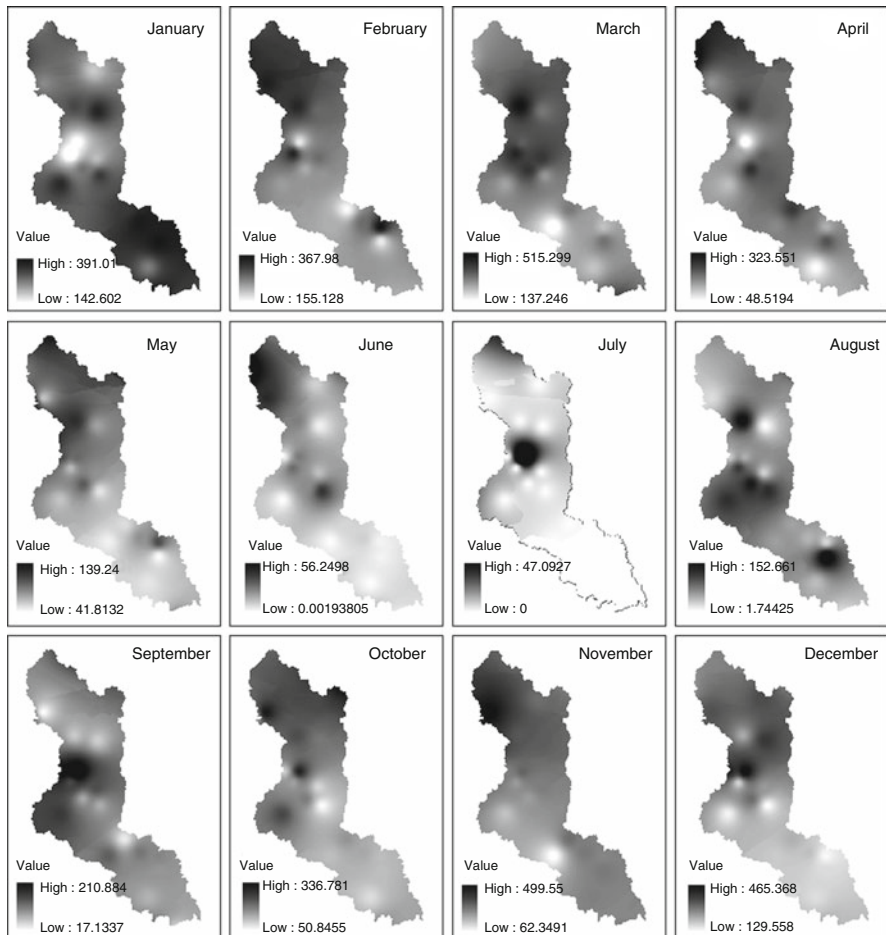 January
Value
High : 391.01
Low : 142.602
February
Value
High : 367.98
Low : 155.128
March
Value
High : 515.299
Low : 137.246
April
Value
High : 323.551
Low : 48.5194
May
Value
High : 139.24
Low : 41.8132
June
Value
High : 56.2498
Low : 0.00193805
July
Value
High : 47.0927
Low : 0
August
Value
High : 152.661
Low : 1.74425
September
Value
High : 210.884
Low : 17.1337
October
Value
High : 336.781
Low : 50.8455
November
Value
High : 499.55
Low : 62.3491
December
Value
High : 465.368
Low : 129.558